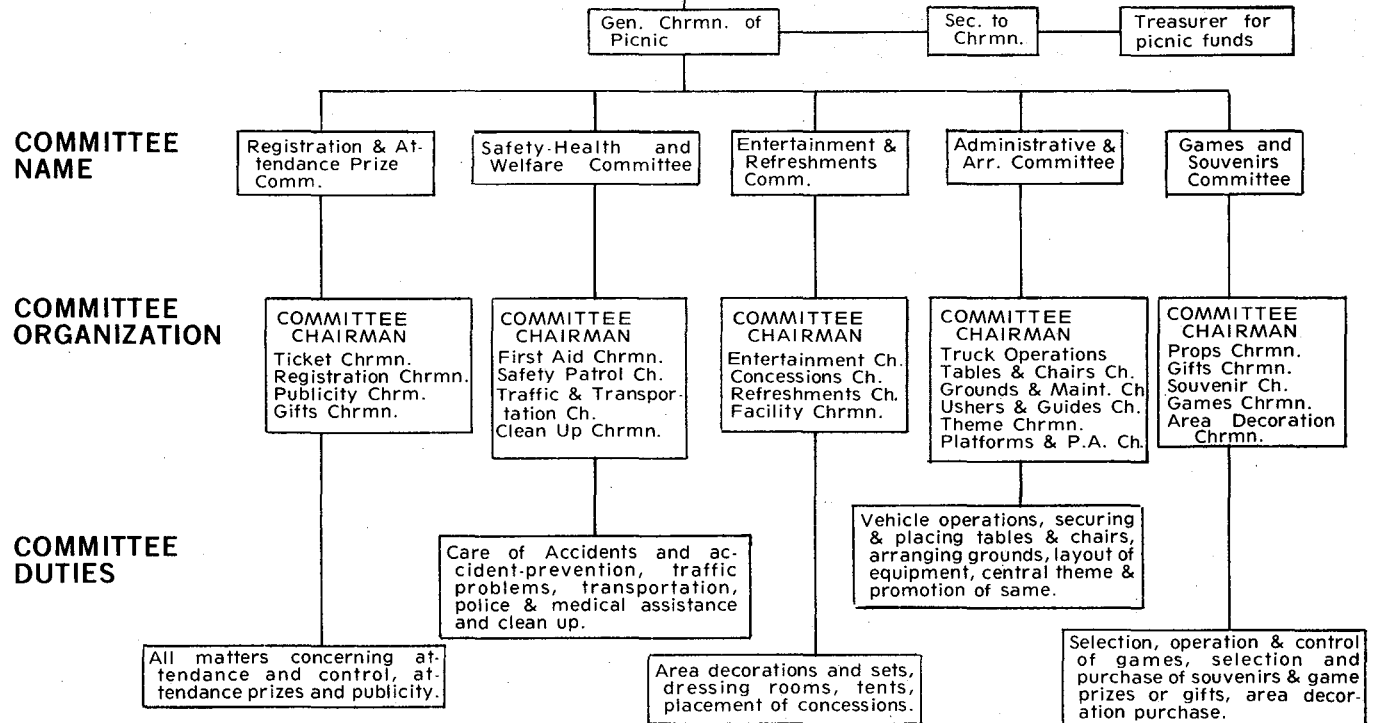 Gen. Chrmn. of
Picnic
Sec. to
Chrmn.
Treasurer for
picnic funds
COMMITTEE
NAME
Registration & At-
tendance Prize
Comm.
Safety-Health and
Welfare Committee
Entertainment &
Refreshments
Comm.
Administrative &
Arr. Committee
Games and
Souvenirs
Committee
COMMITTEE
ORGANIZATION
COMMITTEE
CHAIRMAN
Ticket Chrmn.
Registration Chrmn.
Publicity Chrm.
Gifts Chrmn.
COMMITTEE
CHAIRMAN
First Aid Chrmn.
Safety Patrol Ch.
Traffic & Transpor-
tation Ch.
Clean Up Chrmn.
COMMITTEE
CHAIRMAN
Entertainment Ch.
Concessions Ch.
Refreshments Ch.
Facility Chrmn.
COMMITTEE
CHAIRMAN
Truck Operations
Tables & Chairs Ch.
Grounds & Maint. Ch
Ushers & Guides Ch.
Theme Chrmn.
Platforms & P.A. Ch.
COMMITTEE
CHAIRMAN
Props Chrmn.
Gifts Chrmn.
Souvenir Ch.
Games Chrmn.
Area Decoration
Chrmn.
COMMITTEE
DUTIES
All matters concerning at-
tendance and control, at-
tendance prizes and publicity.
Care of Accidents and ac-
cident-prevention, traffic
problems, transportation,
police & medical assistance
and clean up.
Area decorations and sets,
dressing rooms, tents,
placement of concessions.
Vehicle operations, securing
& placing tables & chairs,
arranging grounds, layout of
equipment, central theme &
promotion of same.
Selection, operation & control
of games, selection and
purchase of souvenirs & game
prizes or gifts, area decor-
ation purchase.